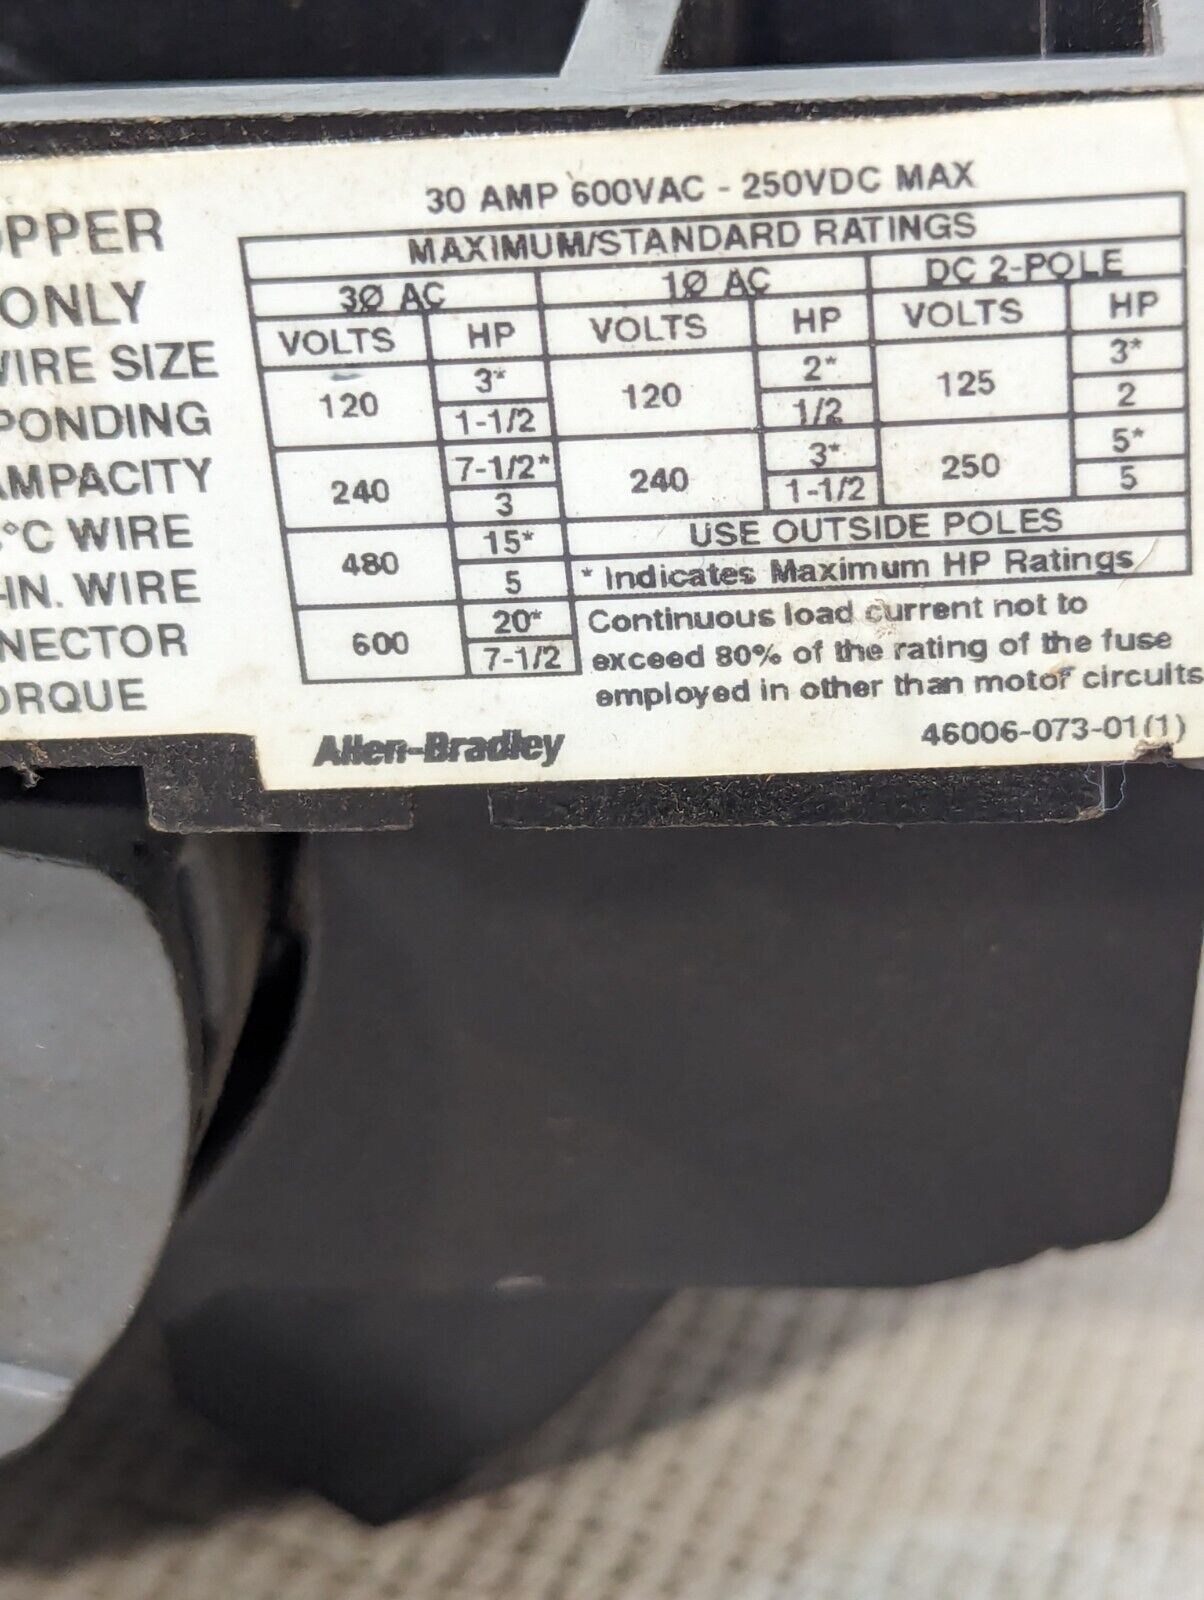 30 AMP 600VAC - 250VDC MAX
MAXIMUM/STANDARD RATINGS
3Ø AC 1Ø AC DC 2-POLE
VOLTS HP VOLTS HP VOLTS HP
120 3* 1-1/2 120 2* 1/2 125 3* 2
240 7-1/2* 3 240 3* 1-1/2 250 5* 5
480 15* 5
600 20* 7-1/2
USE OUTSIDE POLES
* Indicates Maximum HP Ratings
Continuous load current not to
exceed 80% of the rating of the fuse
employed in other than motor circuits
Allen-Bradley
46006-073-01(1)
OPPER
ONLY
WIRE SIZE
PONDING
AMPACITY
°C WIRE
-IN. WIRE
NNECTOR
ORQUE